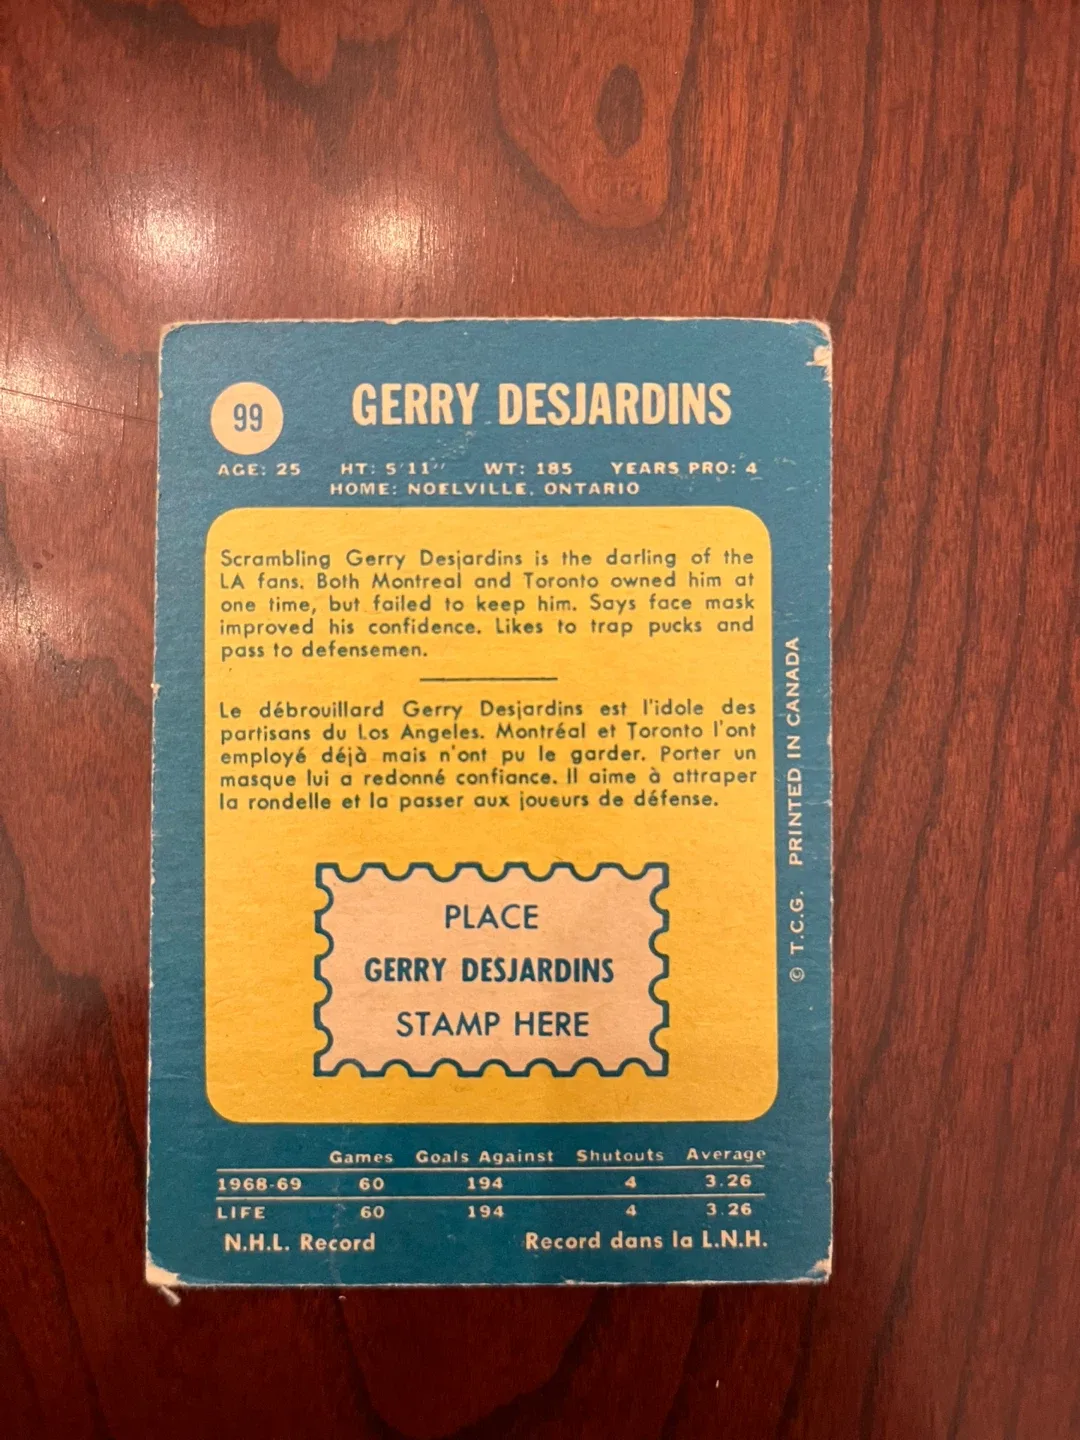 99
GERRY DESJARDINS
AGE: 25 HT: 5'11" WT: 185 YEARS PRO: 4
HOME: NOELVILLE, ONTARIO
Scrambling Gerry Desjardins is the darling of the
LA fans. Both Montreal and Toronto owned him at
one time, but failed to keep him. Says face mask
improved his confidence. Likes to trap pucks and
pass to defensemen.
Le débrouillard Gerry Desjardins est l'idole des
partisans du Los Angeles. Montréal et Toronto l'ont
employé déjà mais n'ont pu le garder. Porter un
masque lui a redonné confiance. Il aime à attraper
la rondelle et la passer aux joueurs de défense.
PLACE
GERRY DESJARDINS
STAMP HERE
© T.C.G. PRINTED IN CANADA
Games Goals Against Shutouts Average
1968-69 60 194 4 3.26
LIFE 60 194 4 3.26
N.H.L. Record Record dans la L.N.H.